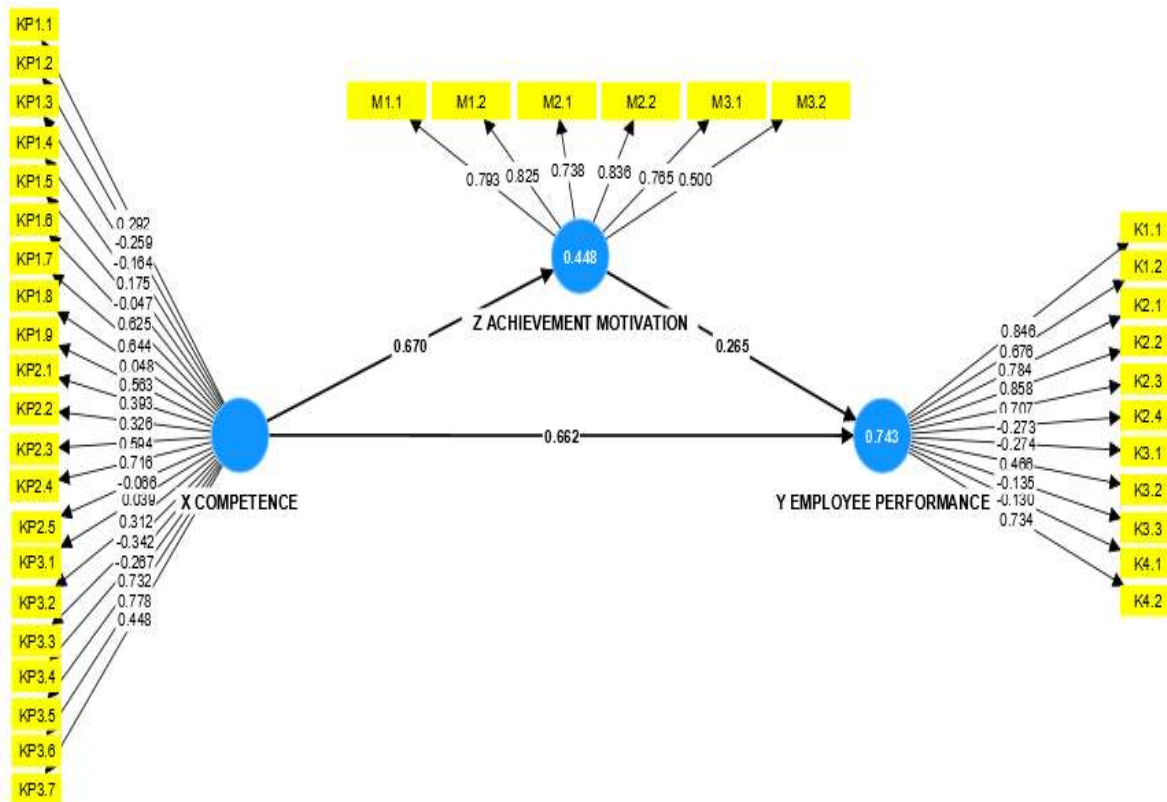 KP1.1
KP1.2
KP1.3
KP1.4
KP1.5
KP1.6
KP1.7
KP1.8
KP1.9
KP2.1
KP2.2
KP2.3
KP2.4
KP2.5
KP3.1
KP3.2
KP3.3
KP3.4
KP3.5
KP3.6
KP3.7
0.292
-0.259
-0.164
0.175
-0.047
0.625
0.644
0.048
0.563
0.393
0.326
0.594
0.716
-0.066
0.039
0.312
-0.342
-0.267
0.732
0.778
0.448
X COMPETENCE
M1.1 M1.2 M2.1 M2.2 M3.1 M3.2
0.793 0.825 0.738 0.836 0.765 0.500
0.448
Z ACHIEVEMENT MOTIVATION
0.670
0.265
0.662
0.743
Y EMPLOYEE PERFORMANCE
0.846
0.676
0.784
0.858
0.707
-0.273
-0.274
0.468
-0.135
-0.130
0.734
K1.1
K1.2
K2.1
K2.2
K2.3
K2.4
K3.1
K3.2
K3.3
K4.1
K4.2